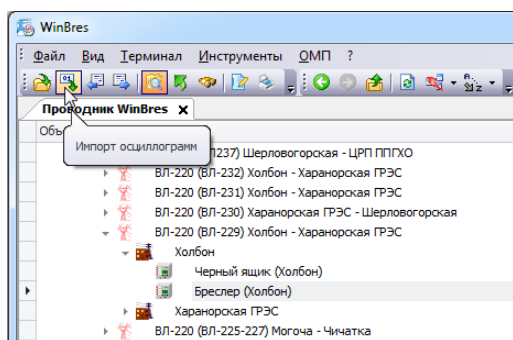 WinBres
Файл Вид Терминал Инструменты ОМП ?
Проводник WinBres
Импорт осциллограмм
Шерловогорская - ЦРП ППГХО
ВЛ-220 (ВЛ-232) Холбон - Харанорская ГРЭС
ВЛ-220 (ВЛ-231) Холбон - Харанорская ГРЭС
ВЛ-220 (ВЛ-230) Харанорская ГРЭС - Шерловогорская
ВЛ-220 (ВЛ-229) Холбон - Харанорская ГРЭС
Холбон
Черный ящик (Холбон)
Бреслер (Холбон)
Харанорская ГРЭС
ВЛ-220 (ВЛ-225-227) Могоча - Чичатка